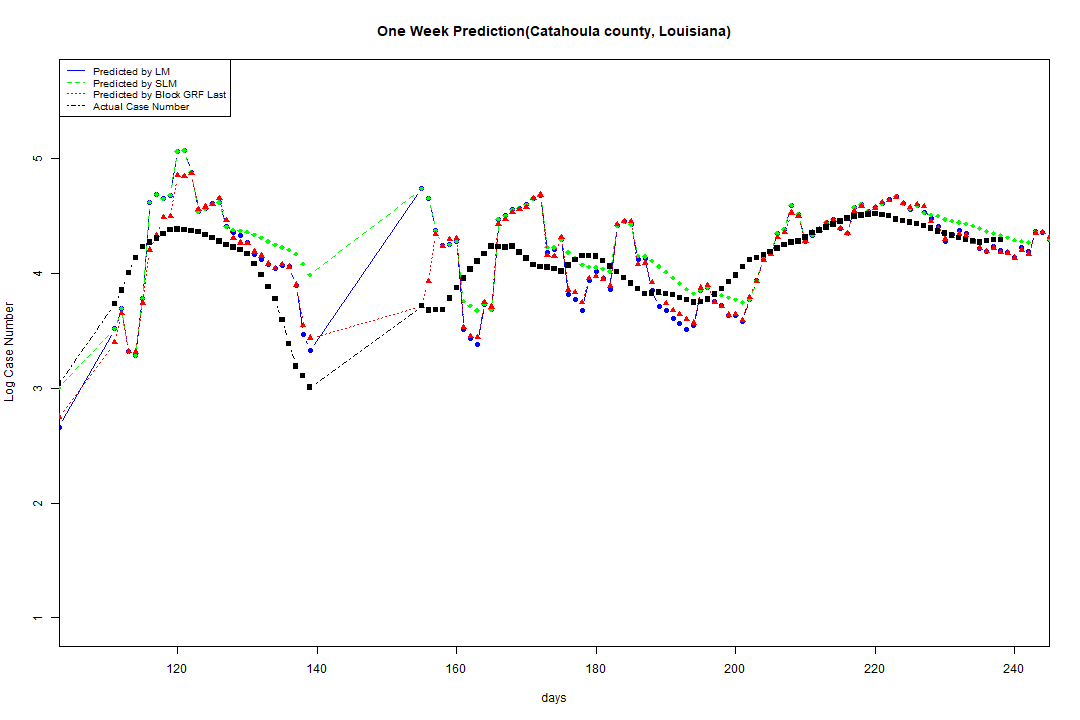 One Week Prediction(Catahoula county, Louisiana)
Predicted by LM
Predicted by SLM
Predicted by Block GRF Last
Actual Case Number
Log Case Number
5
4
3
2
1
120 140 160 180 200 220 240
days